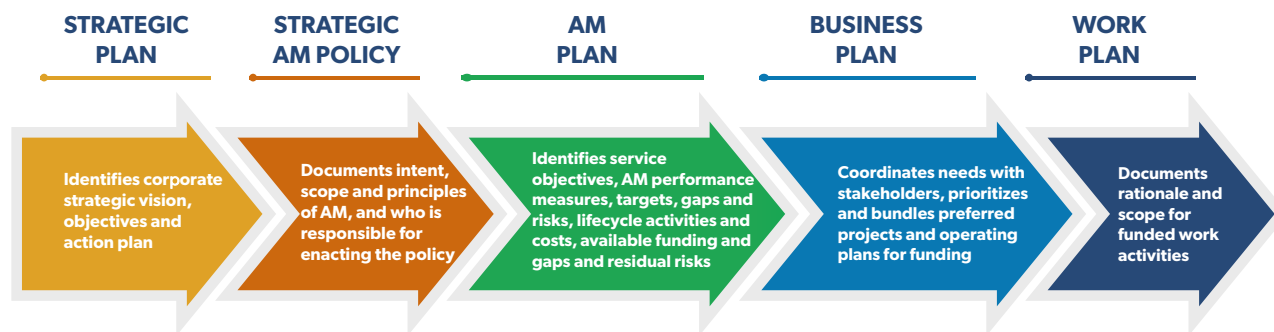 STRATEGIC
PLAN
STRATEGIC
AM POLICY
AM
PLAN
BUSINESS
PLAN
WORK
PLAN
Identifies corporate
strategic vision,
objectives and
action plan
Documents intent,
scope and principles
of AM, and who is
responsible for
enacting the policy
Identifies service
objectives, AM performance
measures, targets, gaps and
risks, lifecycle activities and
costs, available funding and
gaps and residual risks
Coordinates needs with
stakeholders, prioritizes
and bundles preferred
projects and operating
plans for funding
Documents
rationale and
scope for
funded work
activities